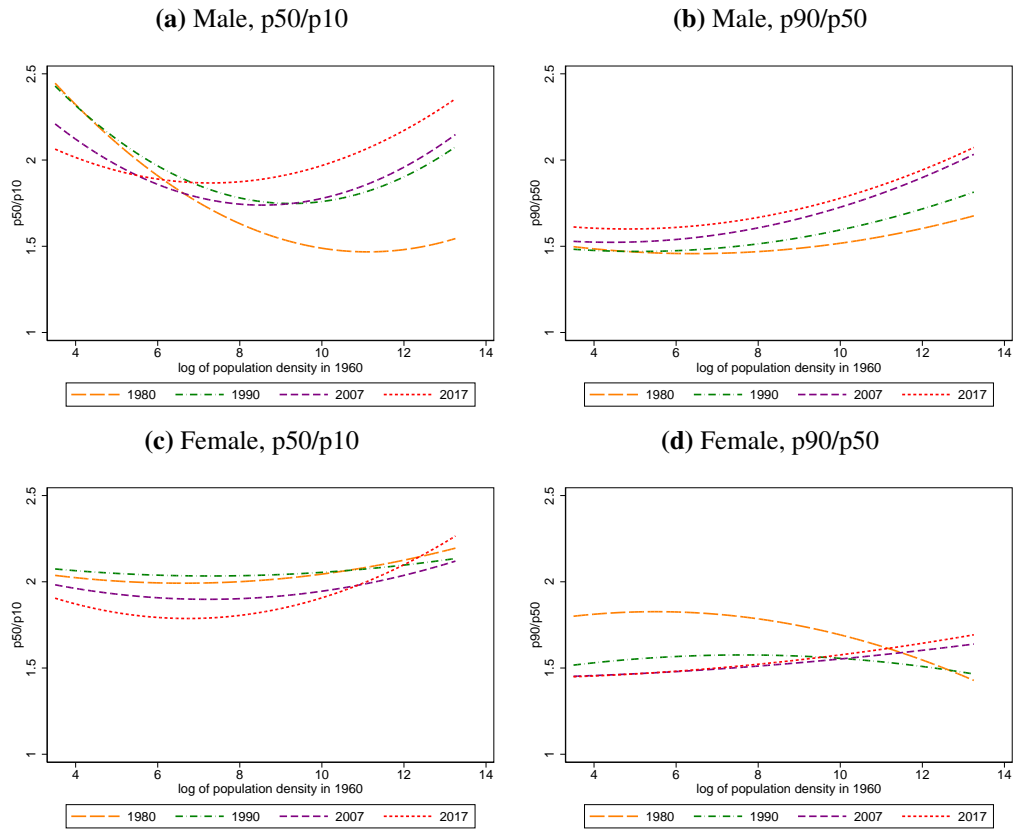 (a) Male, p50/p10
p50/p10
2.5
2
1.5
1
4 6 8 10 12 14
log of population density in 1960
1980 1990 2007 2017
(b) Male, p90/p50
p90/p50
2.5
2
1.5
1
4 6 8 10 12 14
log of population density in 1960
1980 1990 2007 2017
(c) Female, p50/p10
p50/p10
2.5
2
1.5
1
4 6 8 10 12 14
log of population density in 1960
1980 1990 2007 2017
(d) Female, p90/p50
p90/p50
2.5
2
1.5
1
4 6 8 10 12 14
log of population density in 1960
1980 1990 2007 2017